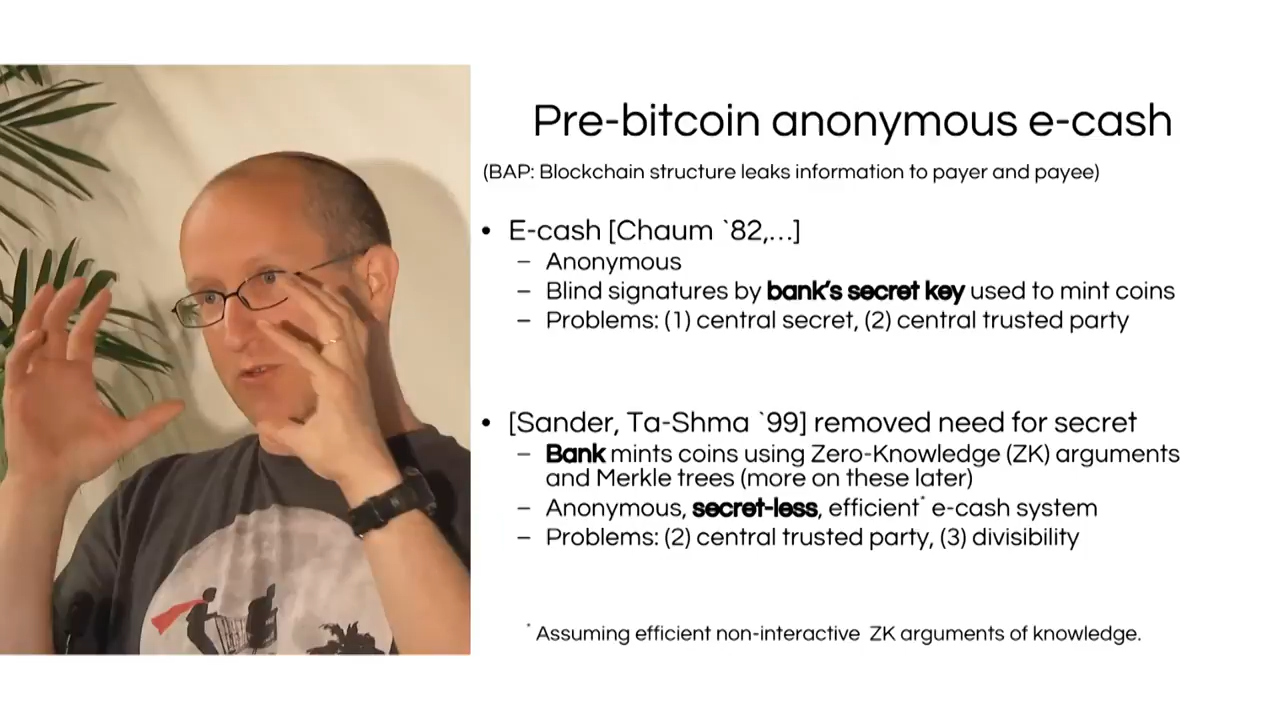 Pre-bitcoin anonymous e-cash
(BAP: Blockchain structure leaks information to payer and payee)
• E-cash [Chaum `82,...]
– Anonymous
– Blind signatures by bank's secret key used to mint coins
– Problems: (1) central secret, (2) central trusted party
• [Sander, Ta-Shma `99] removed need for secret
– Bank mints coins using Zero-Knowledge (ZK) arguments
and Merkle trees (more on these later)
– Anonymous, secret-less, efficient* e-cash system
– Problems: (2) central trusted party, (3) divisibility
* Assuming efficient non-interactive ZK arguments of knowledge.